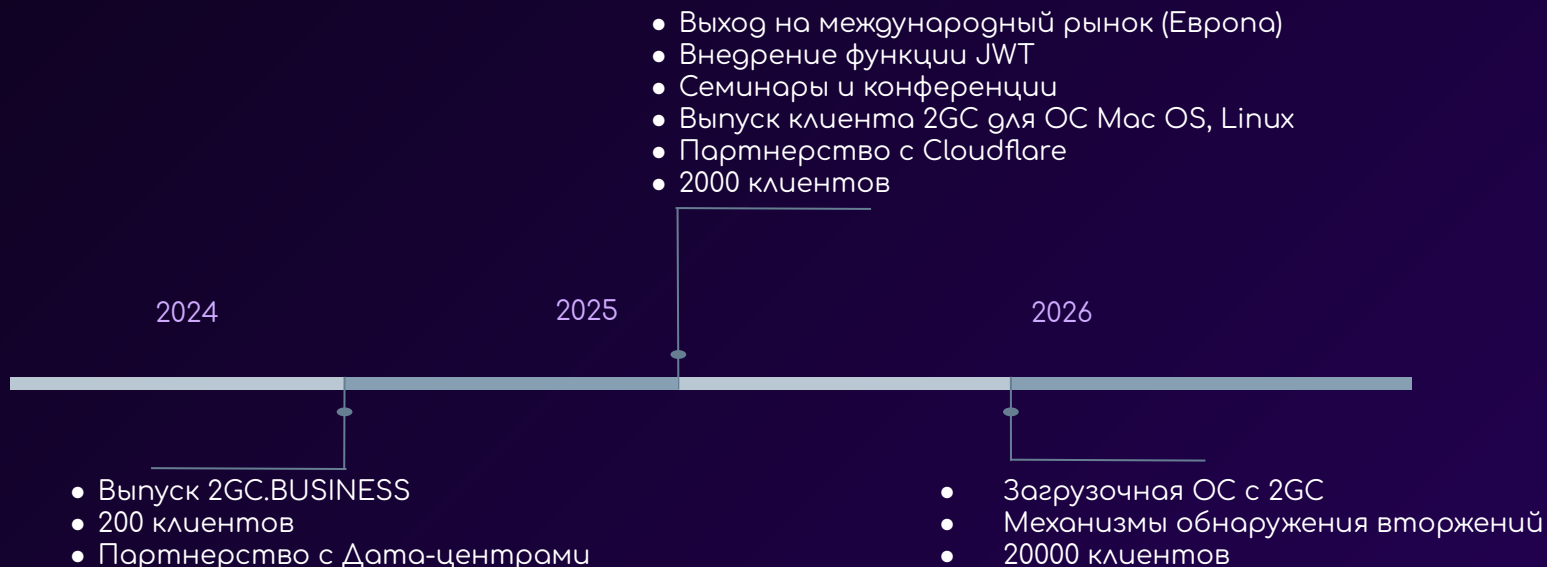 ● Выход на международный рынок (Европа)
● Внедрение функции JWT
● Семинары и конференции
● Выпуск клиента 2GC для ОС Mac OS, Linux
● Партнерство с Cloudflare
● 2000 клиентов
2024
2025
2026
● Выпуск 2GC.BUSINESS
● 200 клиентов
● Партнерство с Дата-центрами
● Загрузочная ОС с 2GC
● Механизмы обнаружения вторжений
● 20000 клиентов